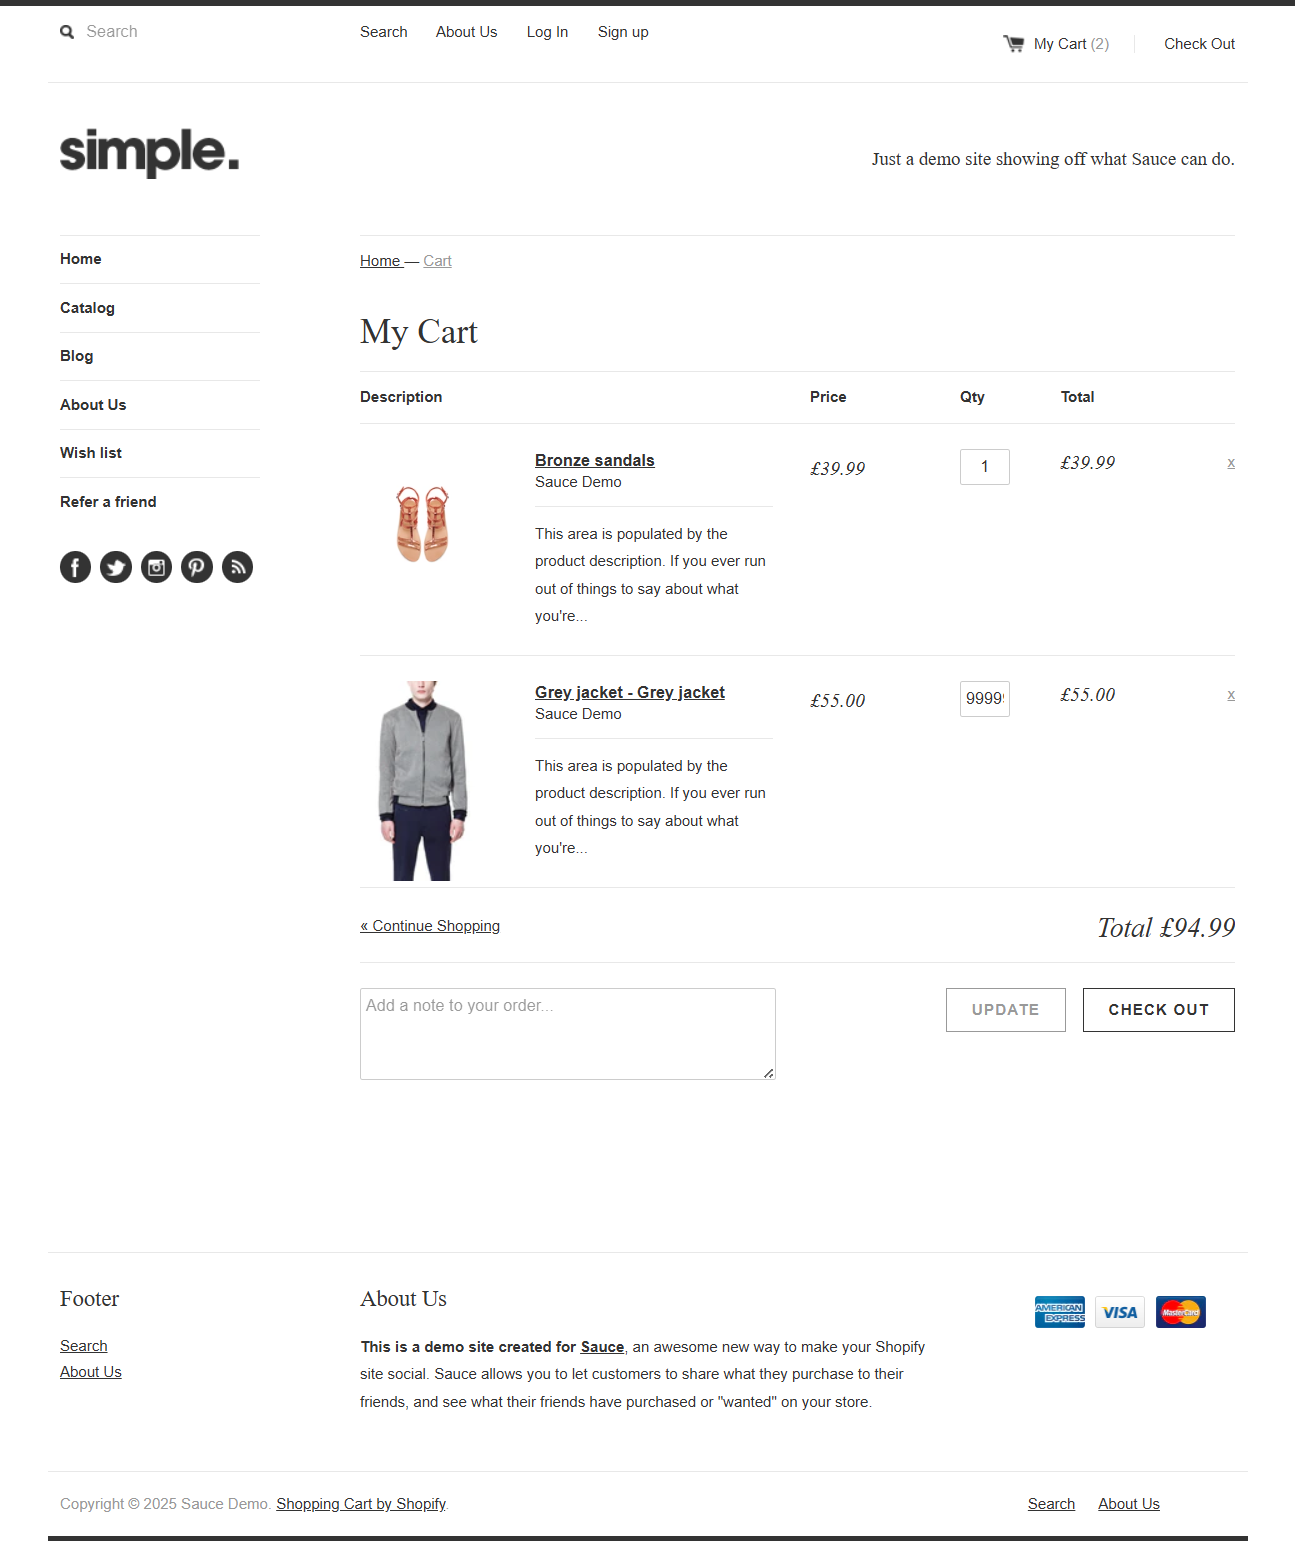 Search
Search About Us Log In Sign up
My Cart (2) Check Out
simple.
Just a demo site showing off what Sauce can do.
Home
Catalog
Blog
About Us
Wish list
Refer a friend
Home — Cart
My Cart
Description Price Qty Total
Bronze sandals
Sauce Demo
£39.99 1 £39.99 x
This area is populated by the
product description. If you ever run
out of things to say about what
you're...
Grey jacket - Grey jacket
Sauce Demo
£55.00 9999 £55.00 x
This area is populated by the
product description. If you ever run
out of things to say about what
you're...
« Continue Shopping Total £94.99
Add a note to your order...
UPDATE CHECK OUT
Footer
Search
About Us
About Us
This is a demo site created for Sauce, an awesome new way to make your Shopify
site social. Sauce allows you to let customers to share what they purchase to their
friends, and see what their friends have purchased or "wanted" on your store.
AMERICAN EXPRESS VISA MasterCard
Copyright © 2025 Sauce Demo. Shopping Cart by Shopify.
Search About Us